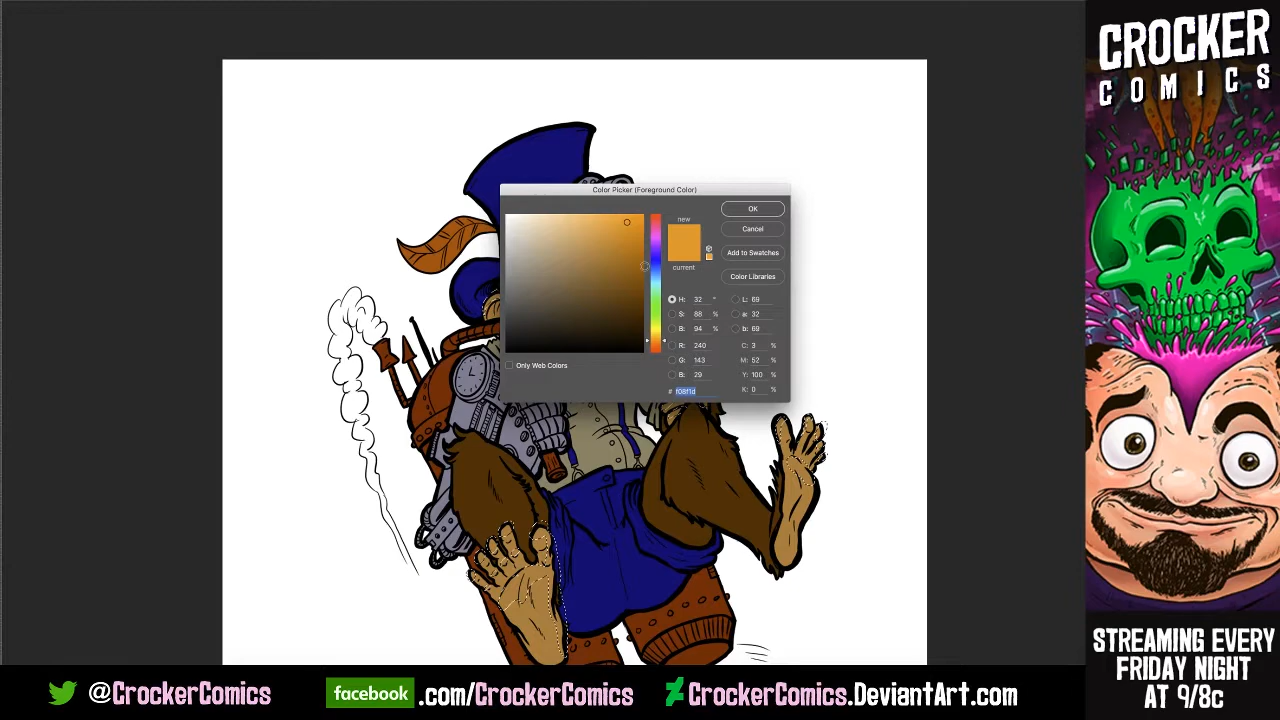 CROCKER
COMICS
Color Picker (Foreground Color)
new
current
OK
Cancel
Add to Swatches
Color Libraries
H: 32 °
S: 88 %
B: 94 %
R: 240
G: 143
B: 29
# f08f1d
L: 69
a: 32
b: 69
C: 3 %
M: 52 %
Y: 100 %
K: 0 %
Only Web Colors
STREAMING EVERY
FRIDAY NIGHT
AT 9/8c
@CrockerComics
facebook.com/CrockerComics
CrockerComics.DeviantArt.com